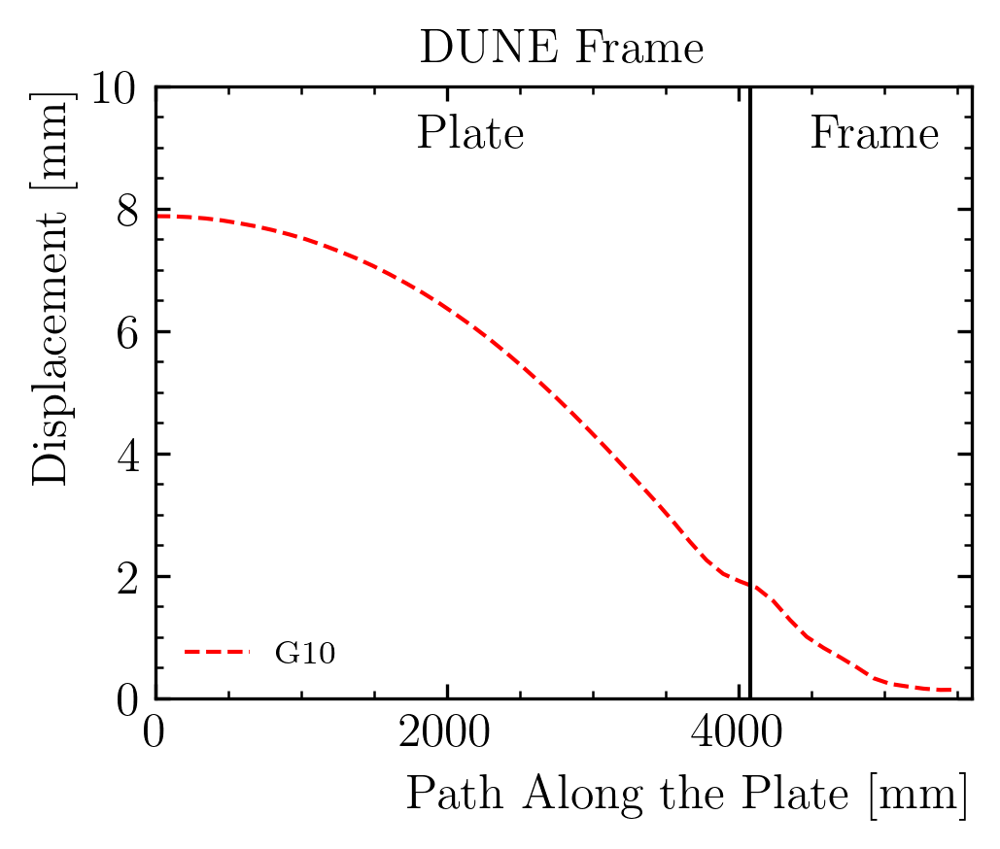 DUNE Frame
Displacement [mm]
10
8
6
4
2
0
Plate
Frame
G10
0
2000
4000
Path Along the Plate [mm]